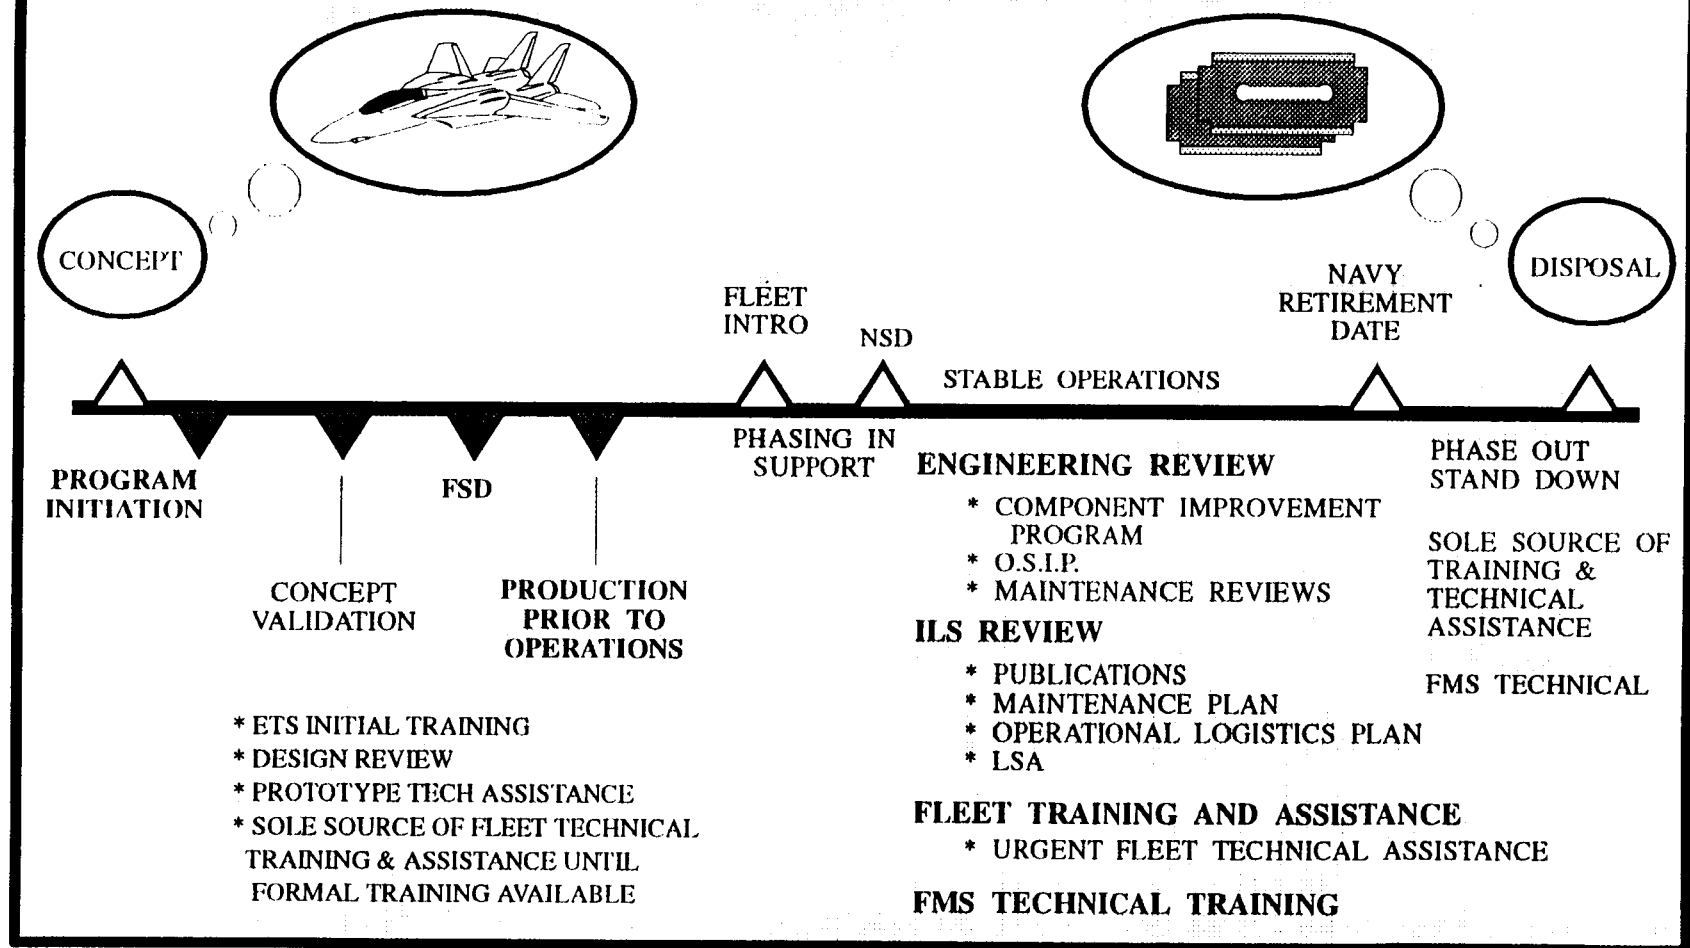 CONCEPT
DISPOSAL
FLEET
INTRO
NSD
STABLE OPERATIONS
NAVY
RETIREMENT
DATE
PROGRAM
INITIATION
CONCEPT
VALIDATION
FSD
PRODUCTION
PRIOR TO
OPERATIONS
* ETS INITIAL TRAINING
* DESIGN REVIEW
* PROTOTYPE TECH ASSISTANCE
* SOLE SOURCE OF FLEET TECHNICAL
TRAINING & ASSISTANCE UNTIL
FORMAL TRAINING AVAILABLE
PHASING IN
SUPPORT
ENGINEERING REVIEW
* COMPONENT IMPROVEMENT
PROGRAM
* O.S.I.P.
* MAINTENANCE REVIEWS
ILS REVIEW
* PUBLICATIONS
* MAINTENANCE PLAN
* OPERATIONAL LOGISTICS PLAN
* LSA
FLEET TRAINING AND ASSISTANCE
* URGENT FLEET TECHNICAL ASSISTANCE
FMS TECHNICAL TRAINING
PHASE OUT
STAND DOWN
SOLE SOURCE OF
TRAINING &
TECHNICAL
ASSISTANCE
FMS TECHNICAL